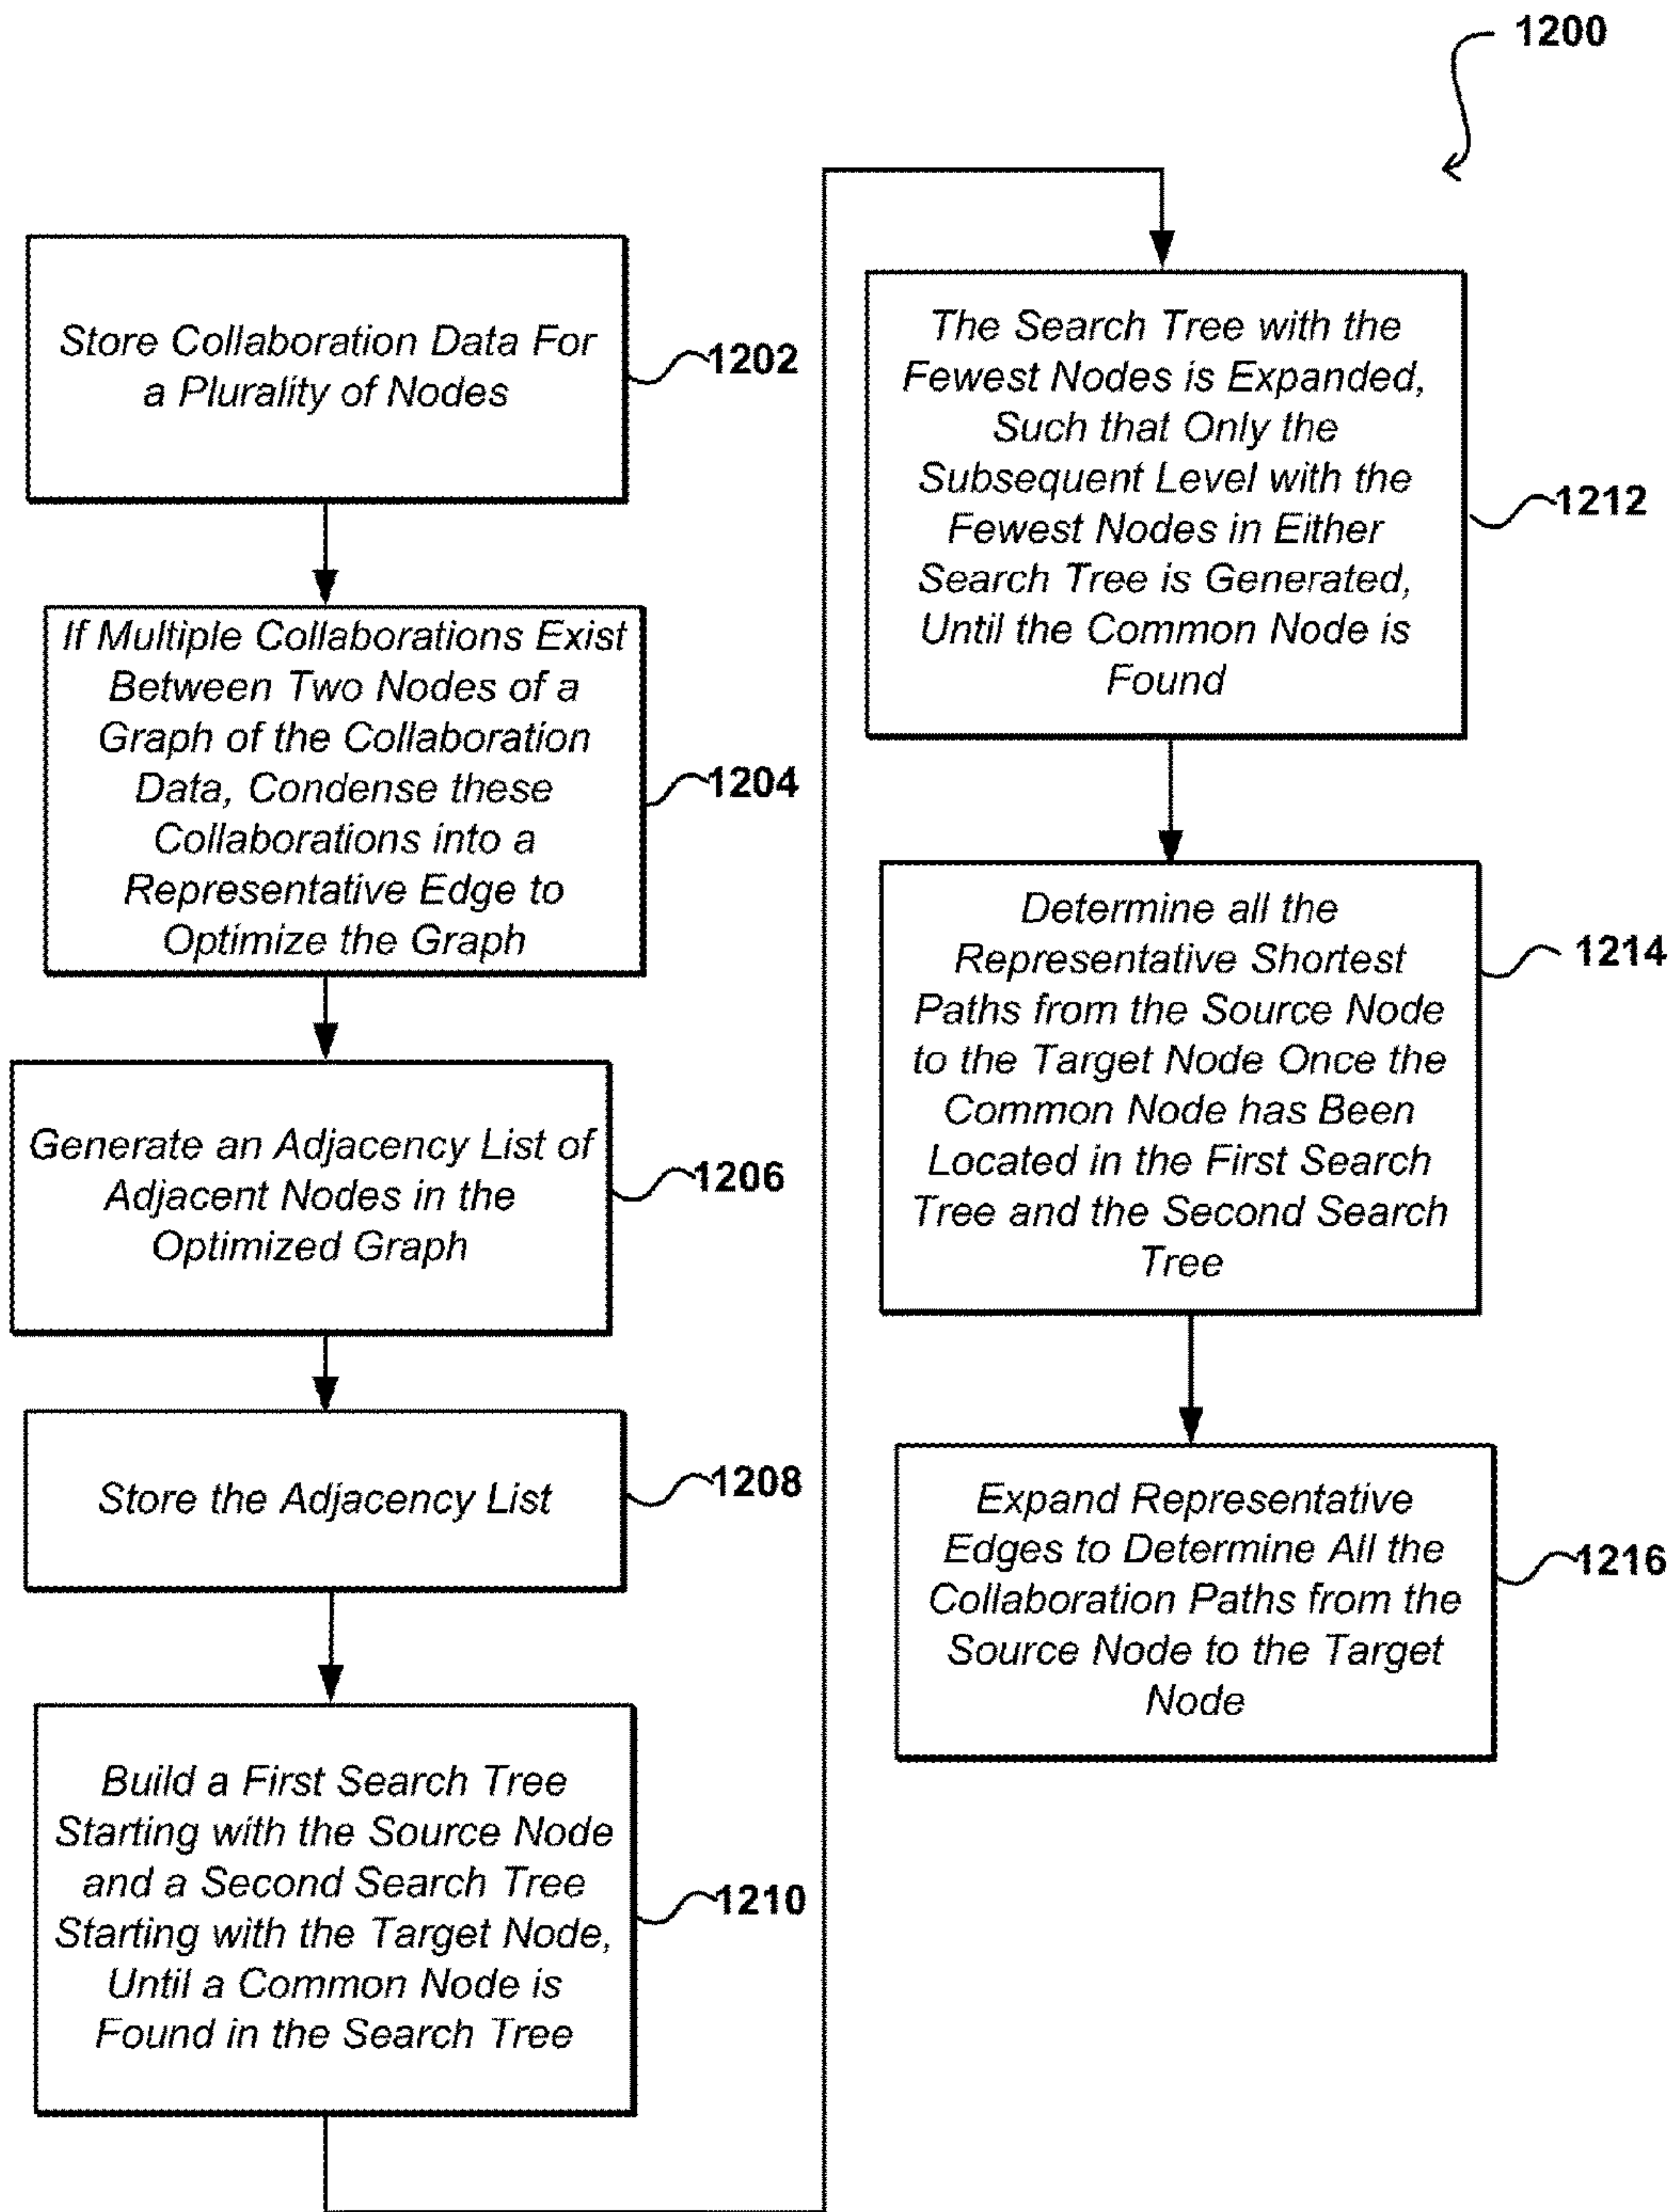 1200
Store Collaboration Data For
a Plurality of Nodes
1202
If Multiple Collaborations Exist
Between Two Nodes of a
Graph of the Collaboration
Data, Condense these
Collaborations into a
Representative Edge to
Optimize the Graph
1204
Generate an Adjacency List of
Adjacent Nodes in the
Optimized Graph
1206
Store the Adjacency List
1208
Build a First Search Tree
Starting with the Source Node
and a Second Search Tree
Starting with the Target Node,
Until a Common Node is
Found in the Search Tree
1210
The Search Tree with the
Fewest Nodes is Expanded,
Such that Only the
Subsequent Level with the
Fewest Nodes in Either
Search Tree is Generated,
Until the Common Node is
Found
1212
Determine all the
Representative Shortest
Paths from the Source Node
to the Target Node Once the
Common Node has Been
Located in the First Search
Tree and the Second Search
Tree
1214
Expand Representative
Edges to Determine All the
Collaboration Paths from the
Source Node to the Target
Node
1216